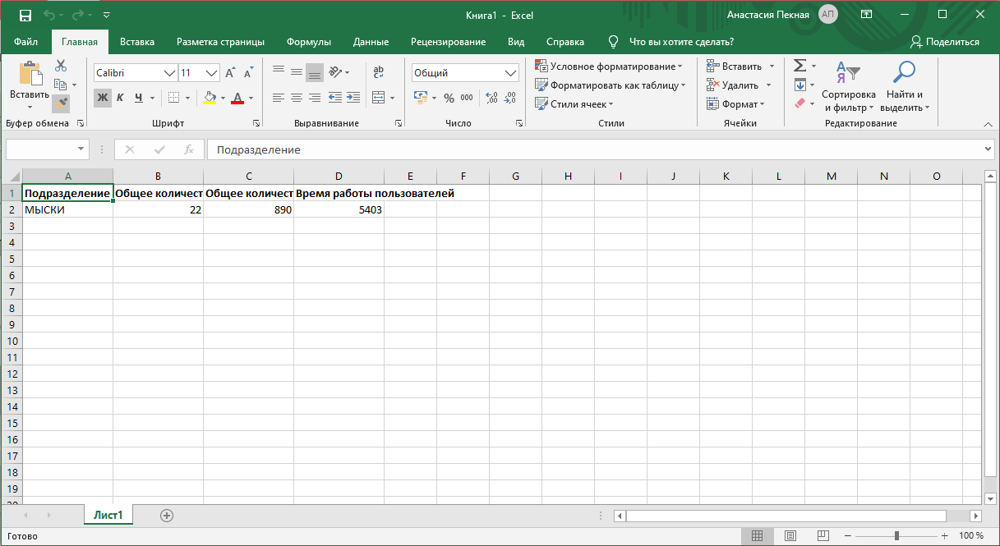 Книга1 - Excel
Анастасия Пекная АП
Файл Главная Вставка Разметка страницы Формулы Данные Рецензирование Вид Справка Что вы хотите сделать? Поделиться
Вставить
Calibri 11 A A
Ж К Ч А
ab
Общий
% 000
Условное форматирование
Форматировать как таблицу
Стили ячеек
Вставить
Удалить
Формат
Сортировка
и фильтр
Найти и
выделить
Буфер обмена Шрифт Выравнивание Число Стили Ячейки Редактирование
fx Подразделение
A B C D E F G H I J K L M N O
1 Подразделение Общее количест Общее количест Время работы пользователей
2 МЫСКИ 22 890 5403
3
4
5
6
7
8
9
10
11
12
13
14
15
16
17
18
19
20
Лист1
Готово 100 %